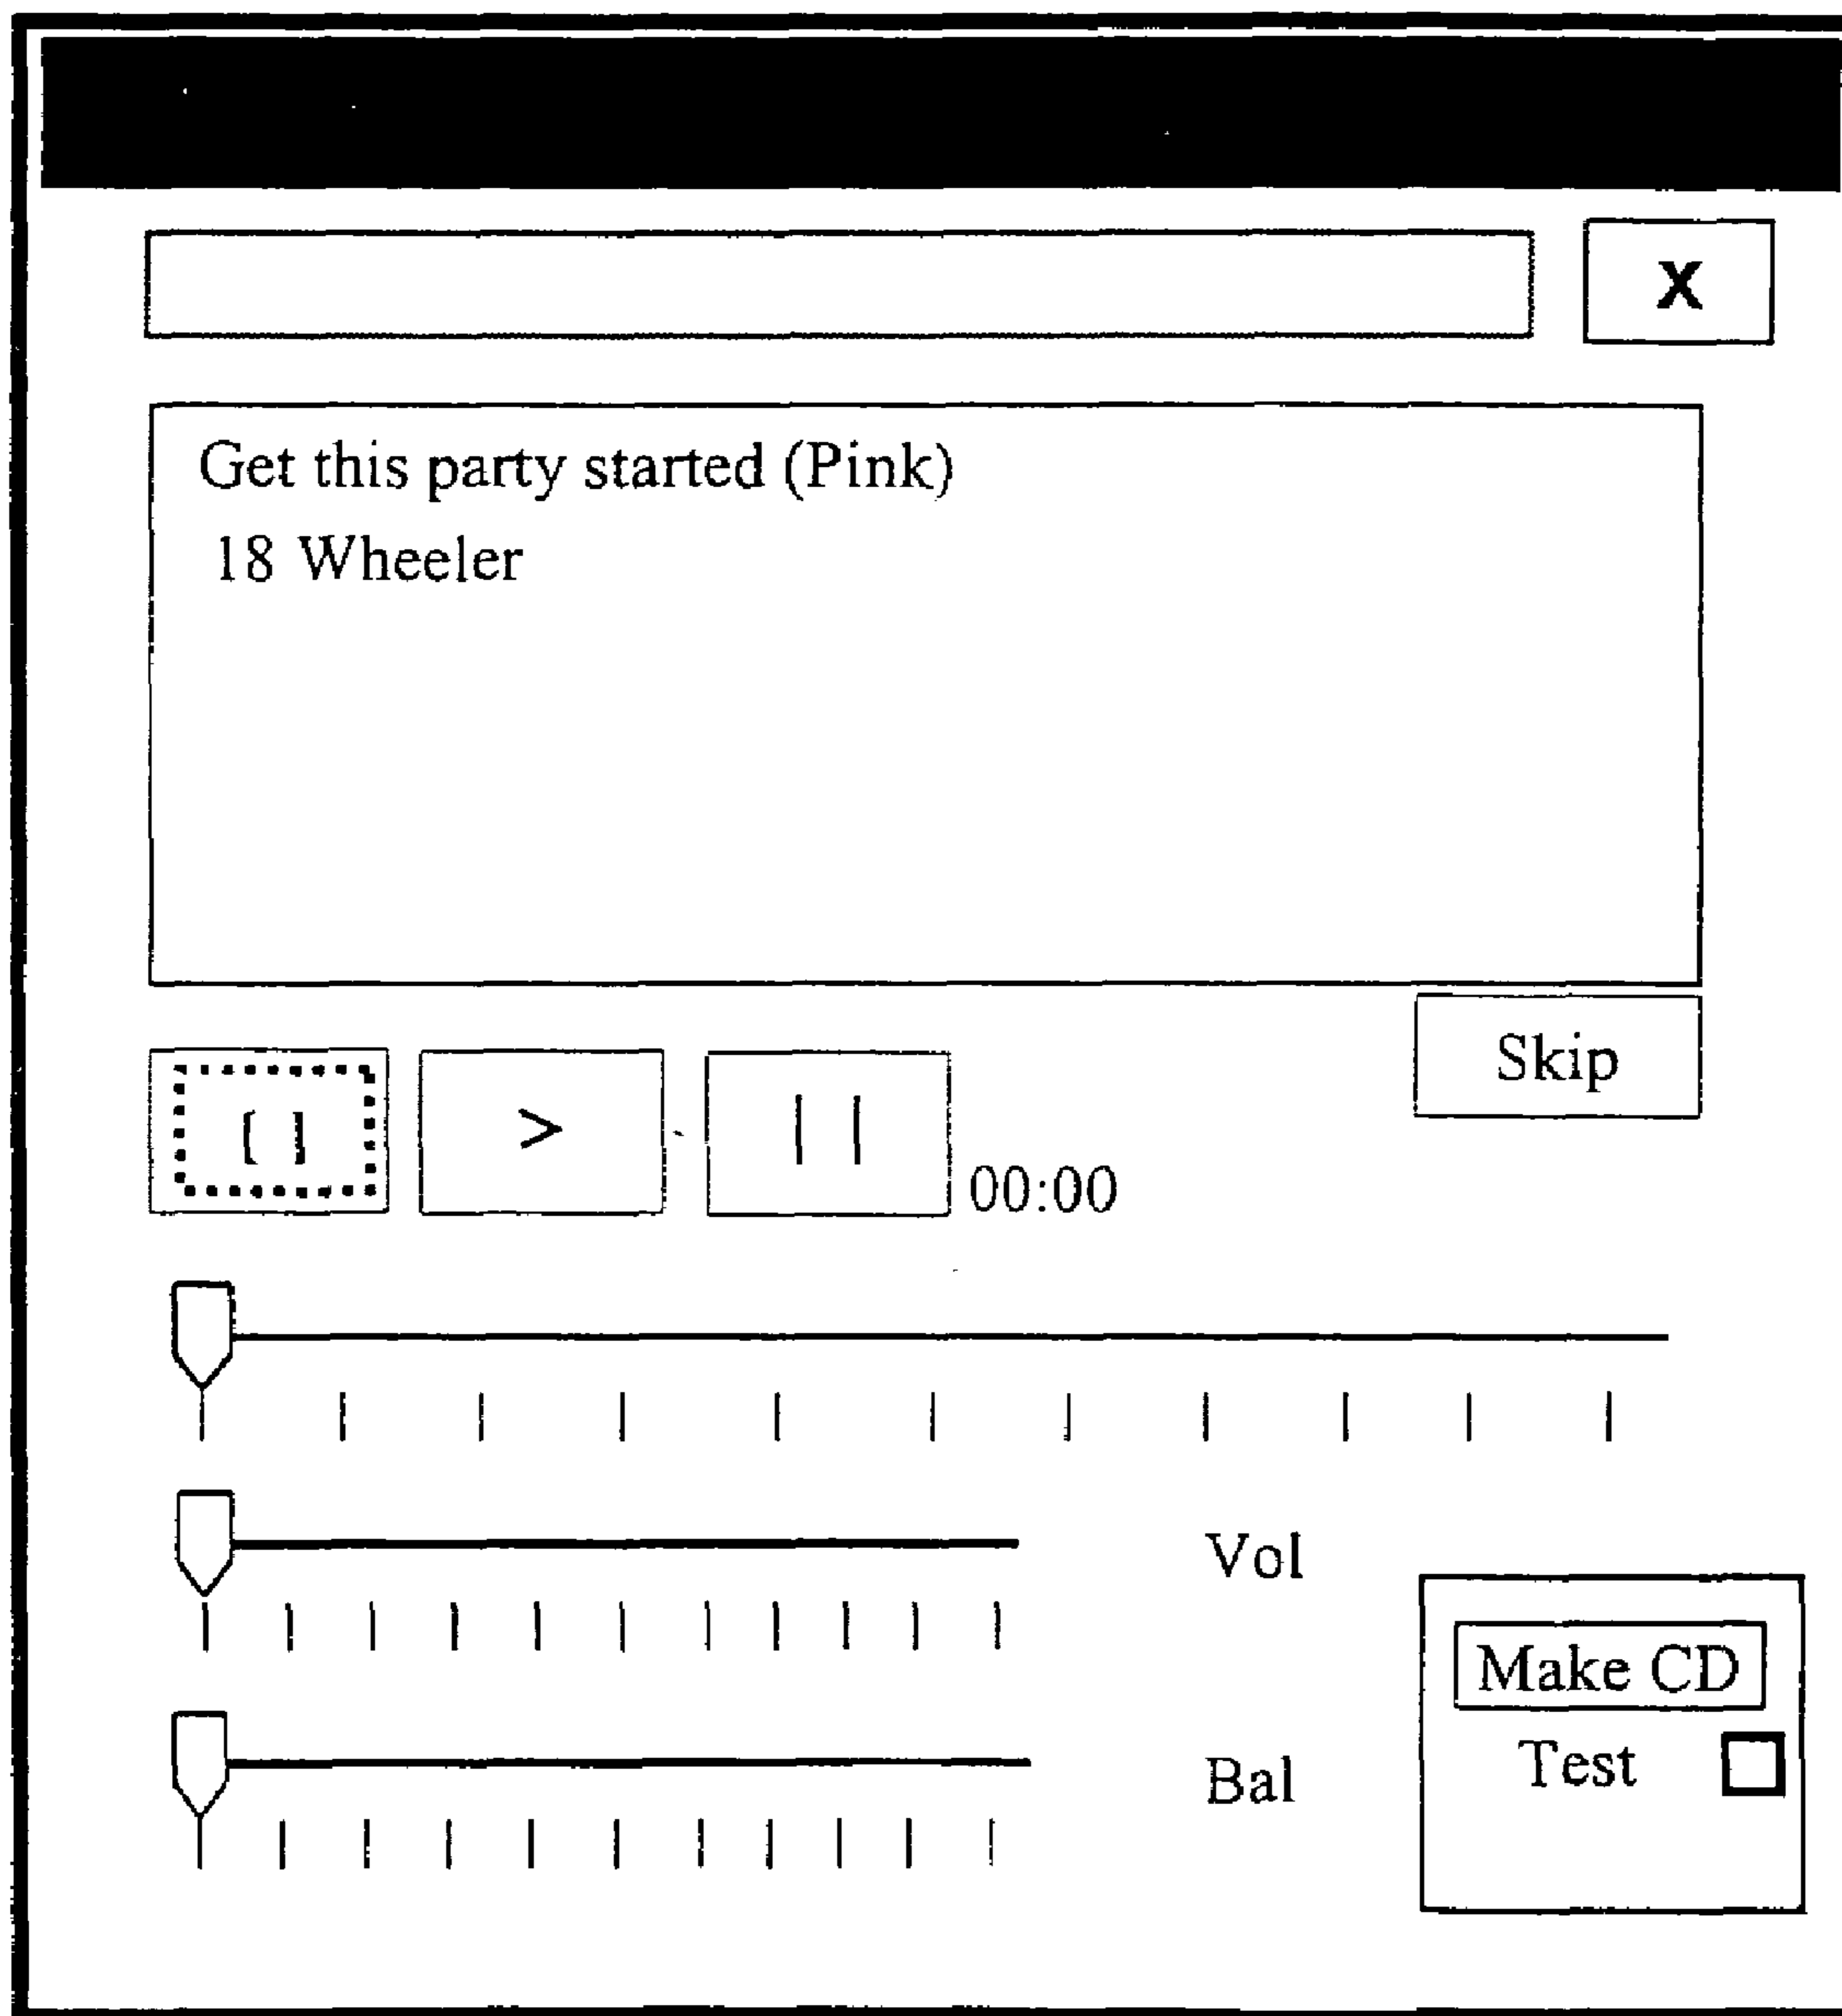 X
Get this party started (Pink)
18 Wheeler
Skip
[ ] > | |
00:00
Vol
Make CD
Test
Bal